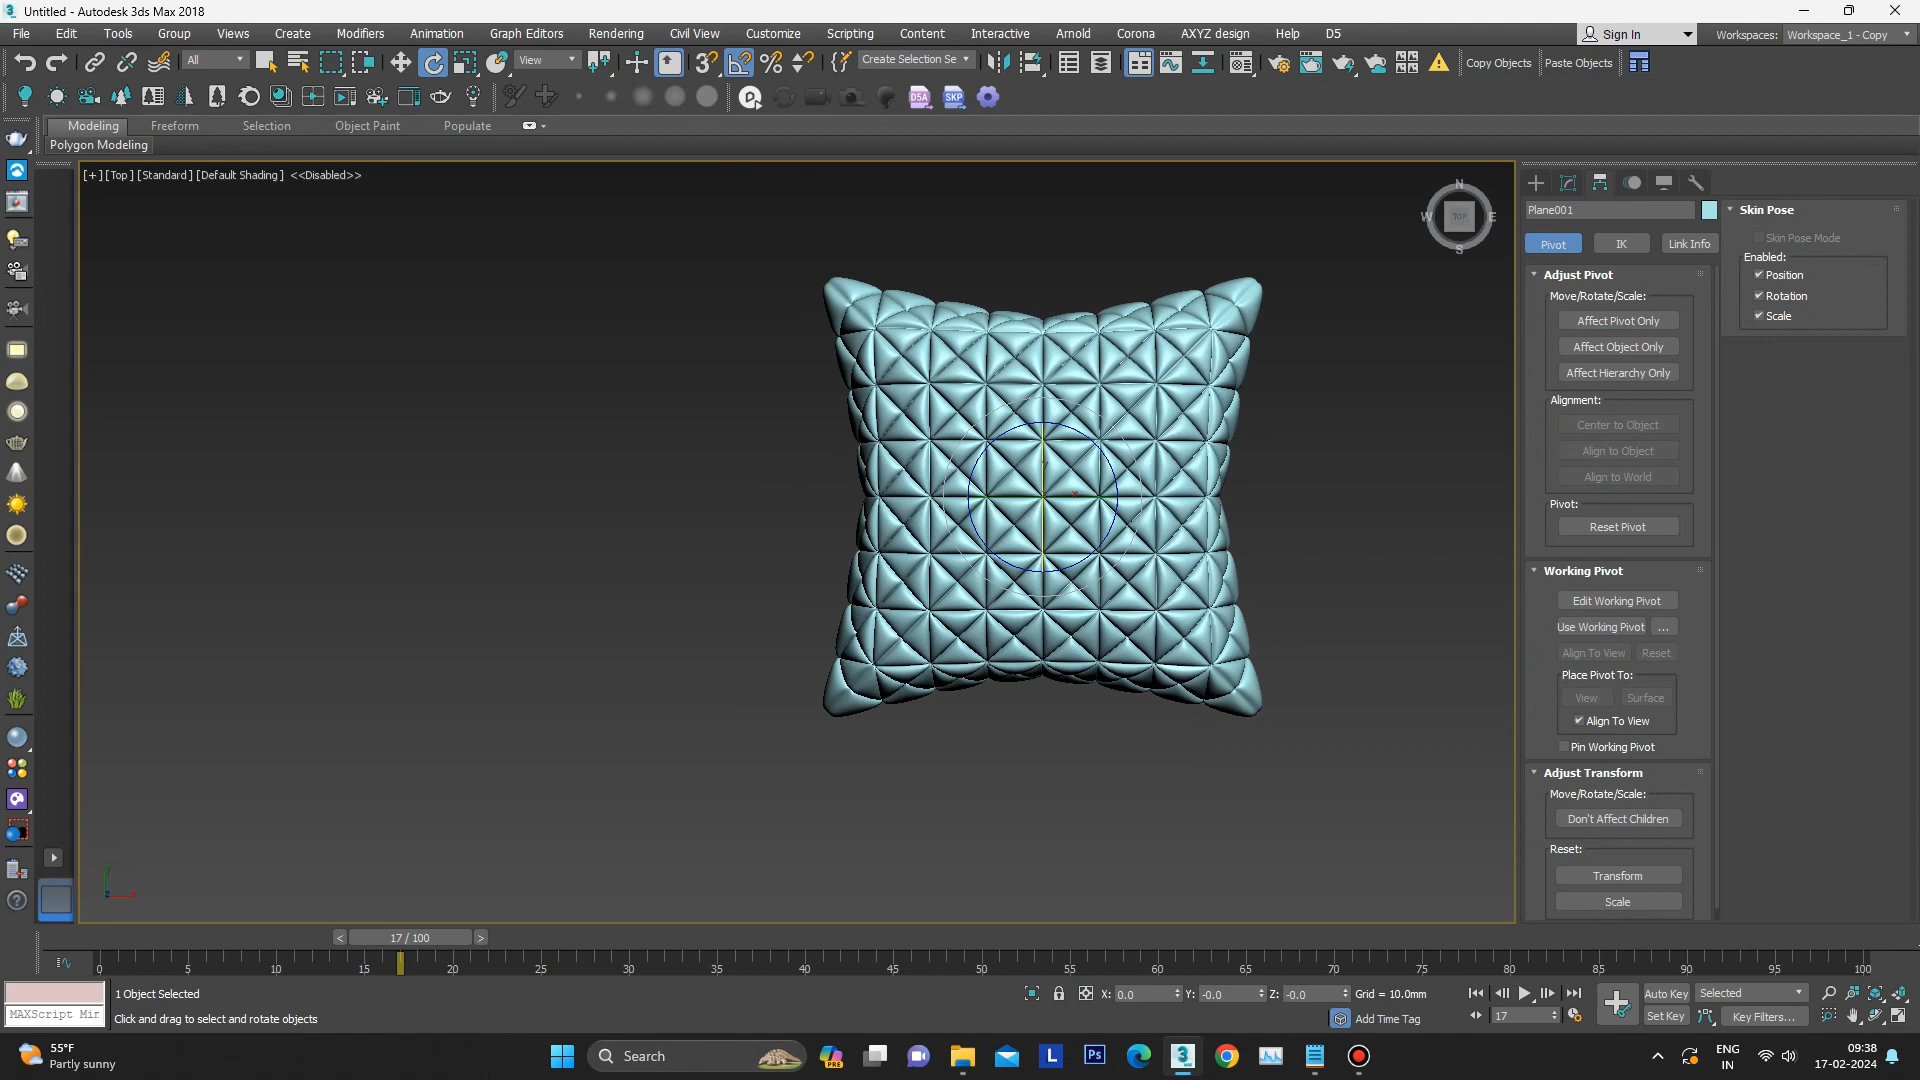 Untitled - Autodesk 3ds Max 2018
File Edit Tools Group Views Create Modifiers Animation Graph Editors Rendering Civil View Customize Scripting Content Interactive Arnold Corona AXYZ design Help D5
Sign In Workspaces: Workspace_1 - Copy
All View Create Selection Se Copy Objects Paste Objects
D5A SKP
Modeling Freeform Selection Object Paint Populate
Polygon Modeling
[+] [Top] [Standard] [Default Shading] <<Disabled>>
N
W TOP E
S
Plane001
Pivot IK Link Info
Adjust Pivot
Move/Rotate/Scale:
Affect Pivot Only
Affect Object Only
Affect Hierarchy Only
Alignment:
Center to Object
Align to Object
Align to World
Pivot:
Reset Pivot
Working Pivot
Edit Working Pivot
Use Working Pivot ...
Align To View Reset
Place Pivot To:
View Surface
Align To View
Pin Working Pivot
Adjust Transform
Move/Rotate/Scale:
Don't Affect Children
Reset:
Transform
Scale
Skin Pose
Skin Pose Mode
Enabled:
Position
Rotation
Scale
< 17 / 100 >
0 5 10 15 20 25 30 35 40 45 50 55 60 65 70 75 80 85 90 95 100
1 Object Selected
X: 0.0 Y: -0.0 Z: -0.0 Grid = 10.0mm
Auto Key Selected
MAXScript Mir
Click and drag to select and rotate objects
Add Time Tag
17
Set Key Key Filters...
55°F
Partly sunny
Search
PRE
L
Ps
3
ENG
IN
09:38
17-02-2024